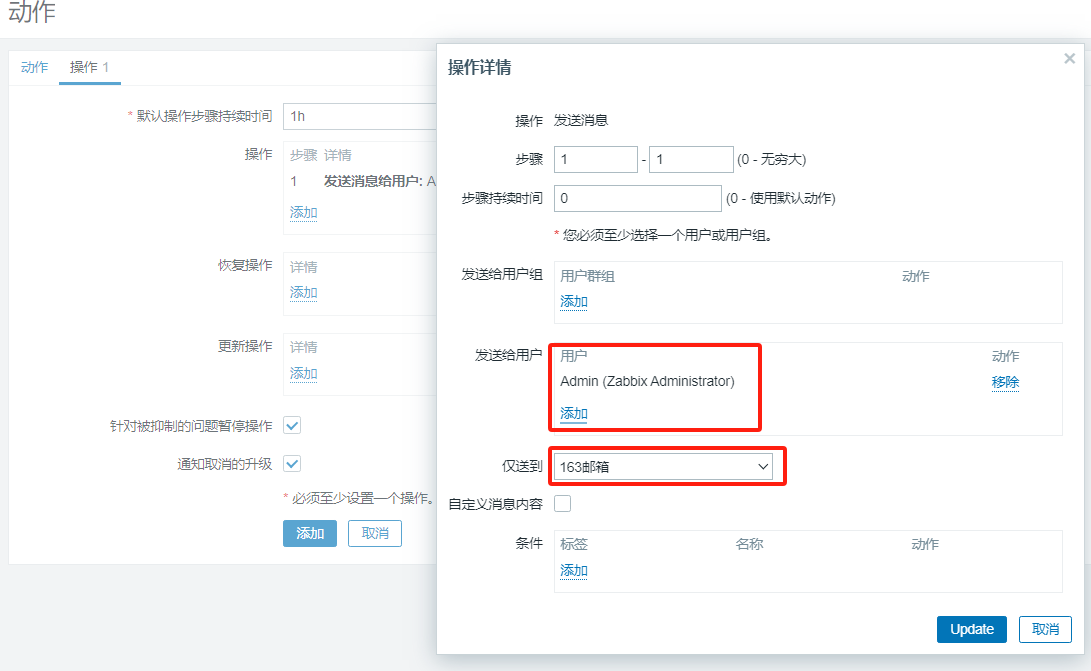 动作
动作 操作 1
* 默认操作步骤持续时间 1h
操作 步骤 详情
1 发送消息给用户: A
添加
恢复操作 详情
添加
更新操作 详情
添加
针对被抑制的问题暂停操作
通知取消的升级
* 必须至少设置一个操作。
添加 取消
操作详情
操作 发送消息
步骤 1 - 1 (0 - 无穷大)
步骤持续时间 0 (0 - 使用默认动作)
* 您必须至少选择一个用户或用户组。
发送给用户组 用户群组 动作
添加
发送给用户 用户 动作
Admin (Zabbix Administrator) 移除
添加
仅送到 163邮箱
自定义消息内容
条件 标签 名称 动作
添加
Update 取消